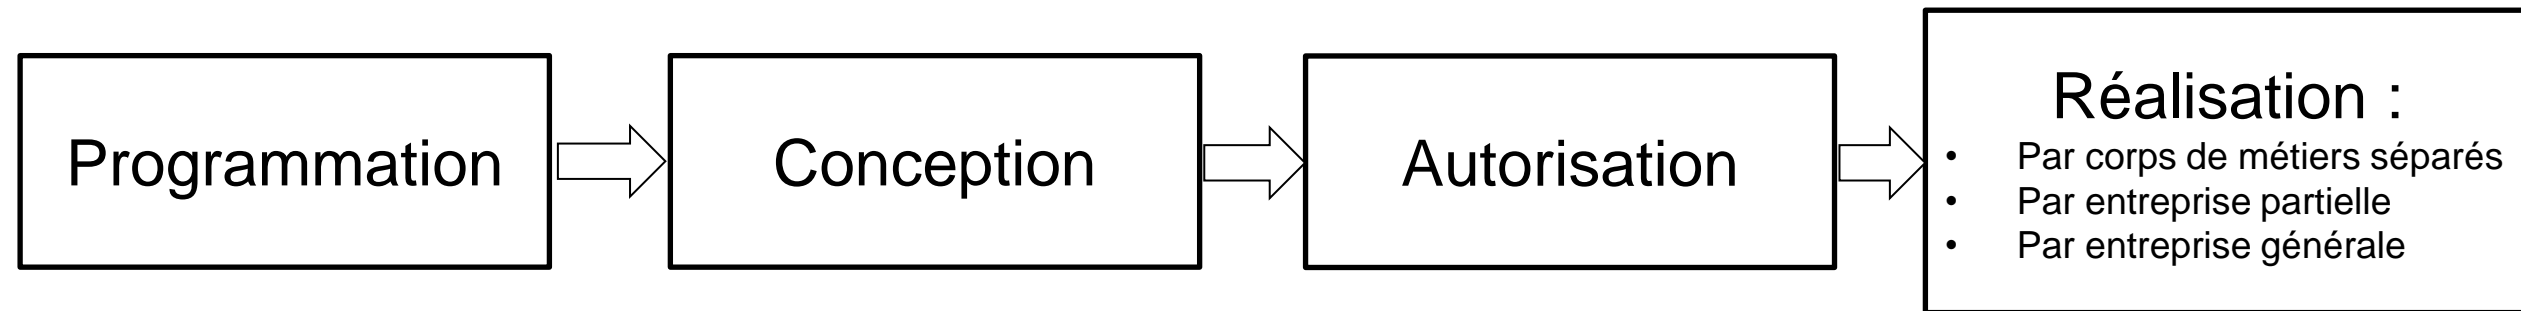 Programmation
Conception
Autorisation
Réalisation :
• Par corps de métiers séparés
• Par entreprise partielle
• Par entreprise générale